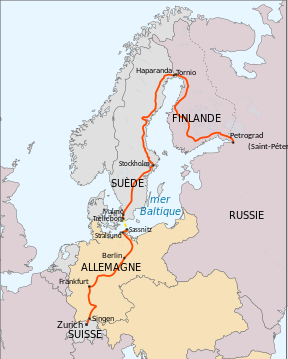 Haparanda
Tornio
FINLANDE
Petrograd
(Saint-Péter
Stockholm
SUÈDE
mer
Baltique
RUSSIE
Malmö
Trelleborg
Sassnitz
Stralsund
Berlin
ALLEMAGNE
Frankfurt
Singen
Zurich
SUISSE